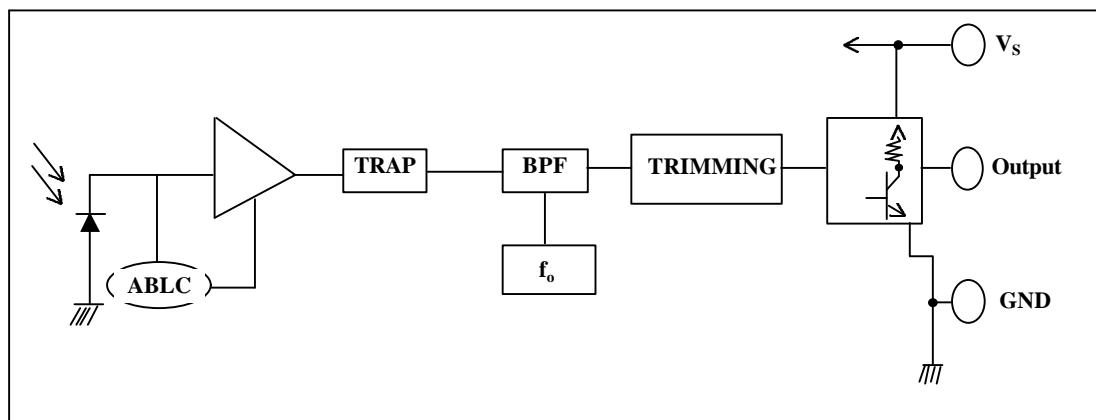 V_S
TRAP
BPF
TRIMMING
Output
ABLC
f_o
GND